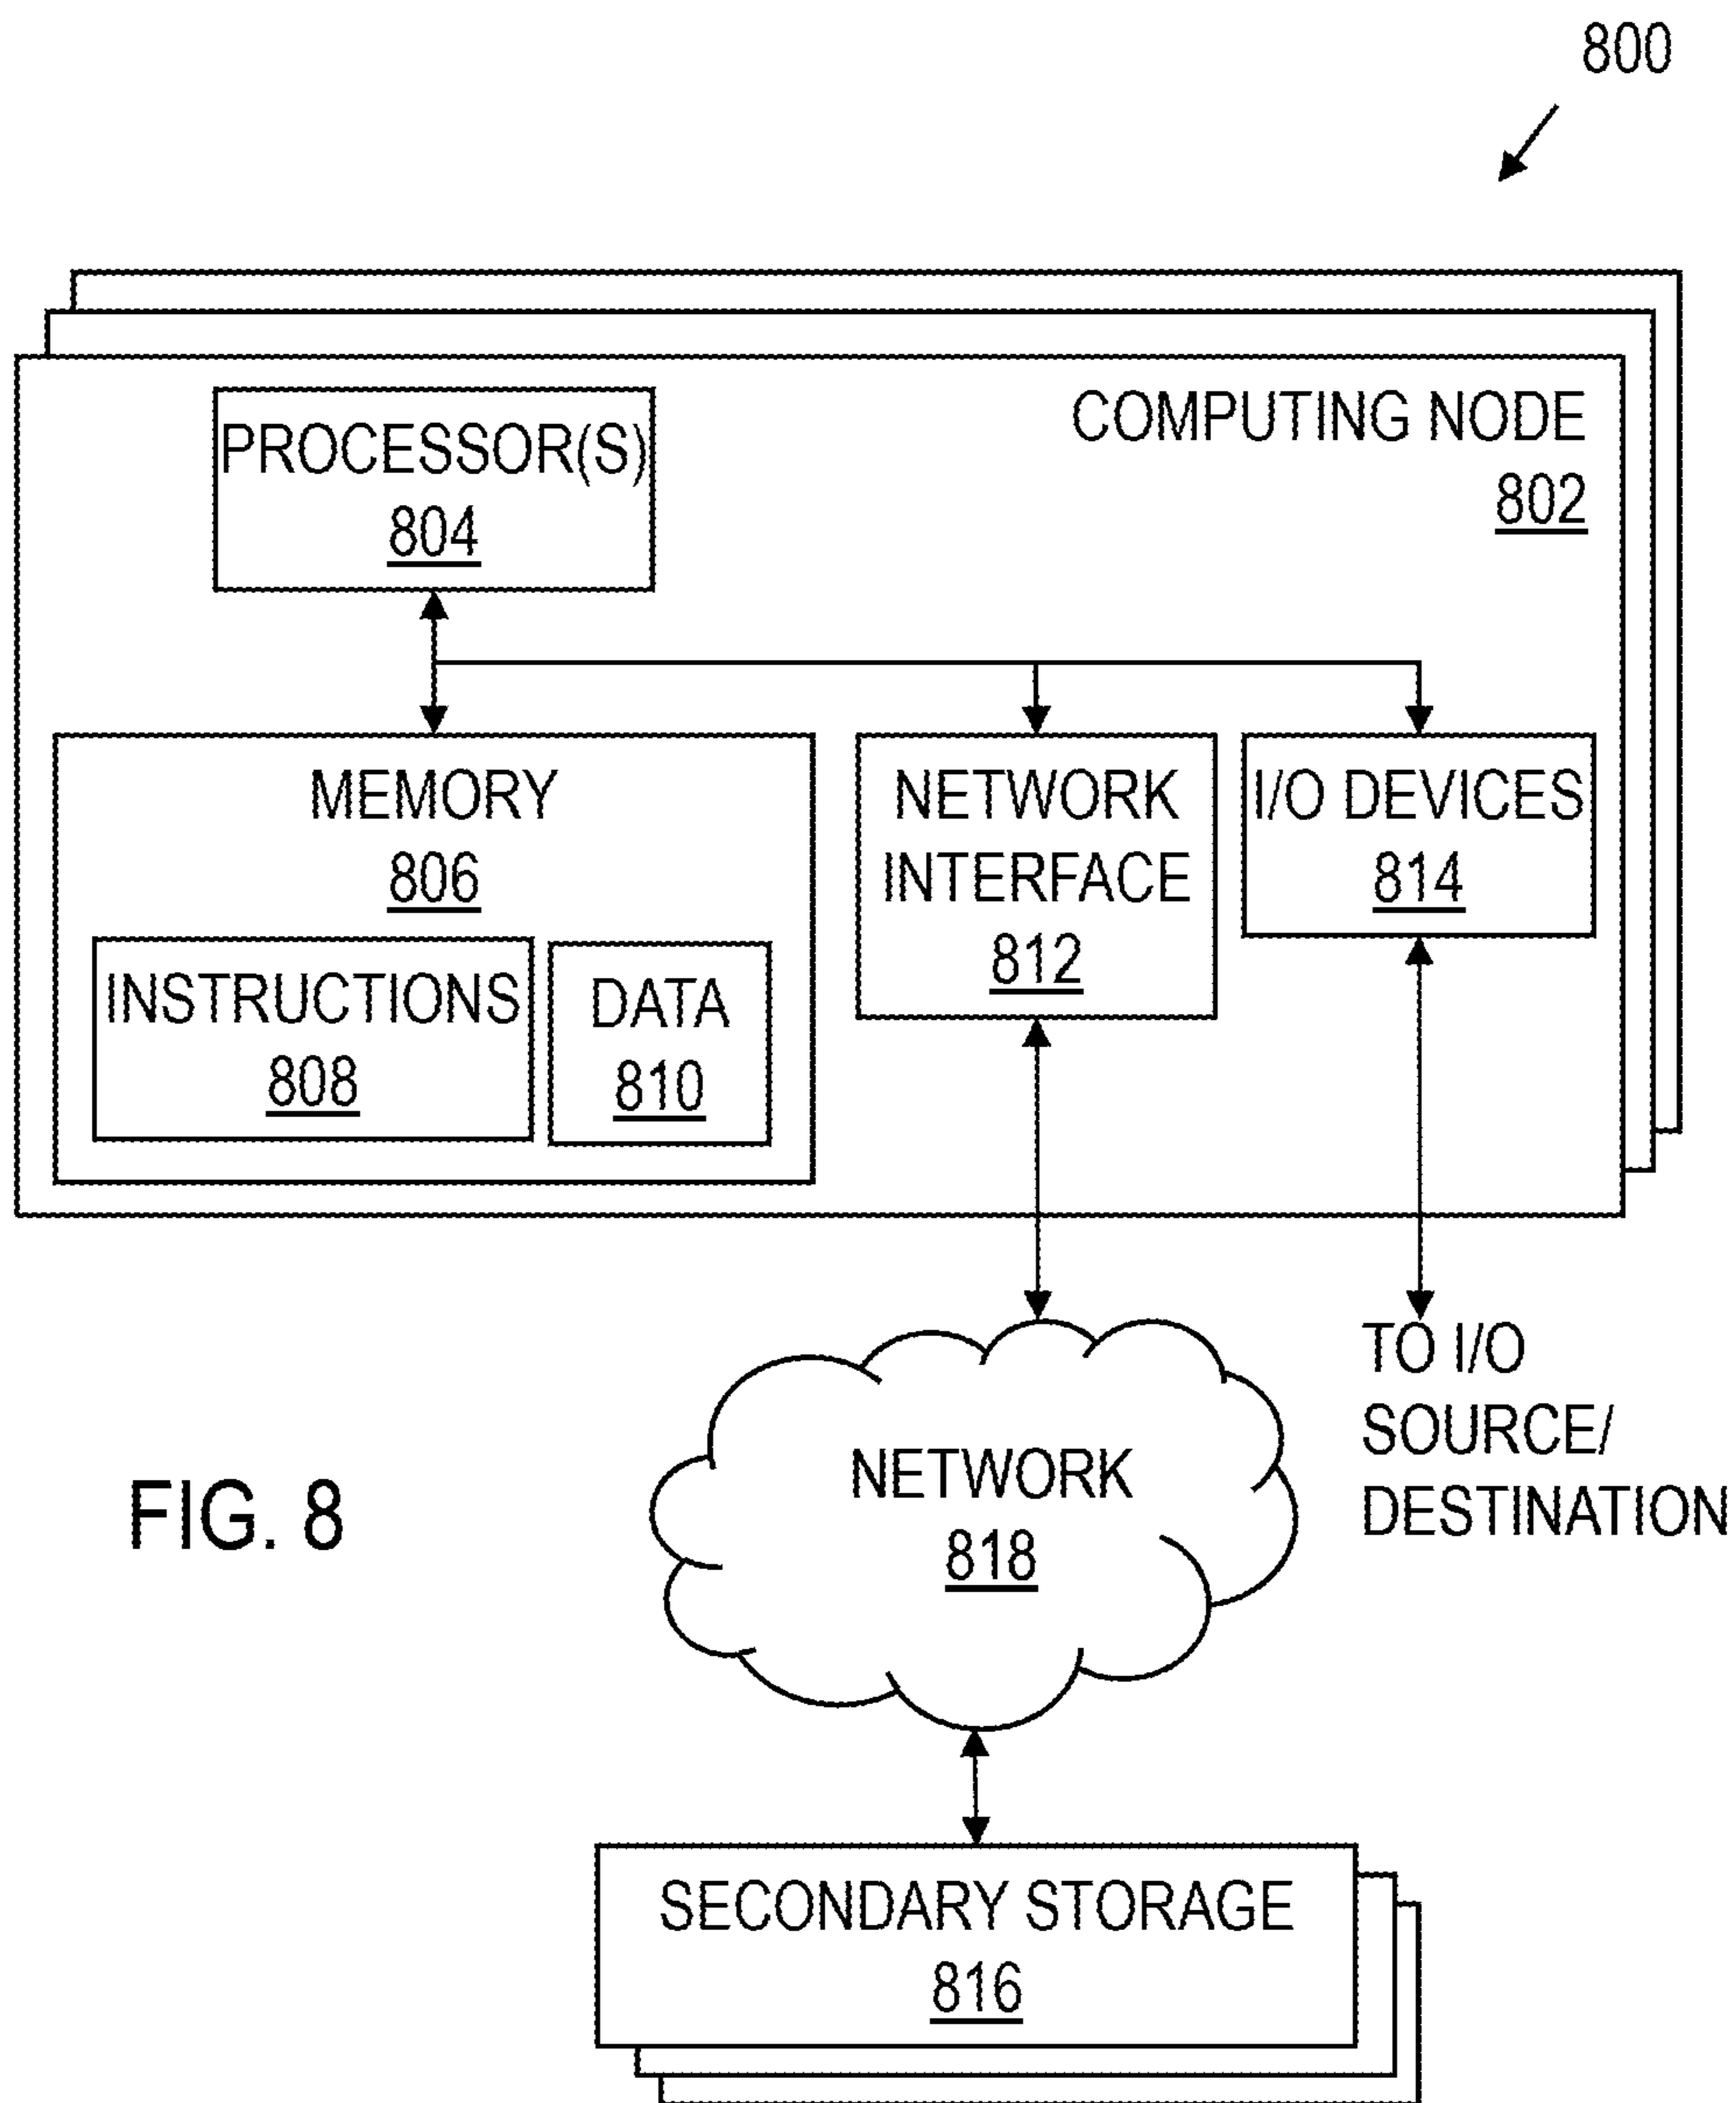 800
COMPUTING NODE
802
PROCESSOR(S)
804
MEMORY
806
INSTRUCTIONS
808
DATA
810
NETWORK
INTERFACE
812
I/O DEVICES
814
TO I/O
SOURCE/
DESTINATION
NETWORK
818
FIG. 8
SECONDARY STORAGE
816